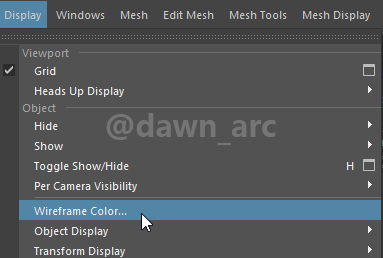 Display Windows Mesh Edit Mesh Mesh Tools Mesh Display
Viewport
Grid
Heads Up Display
Object
Hide
@dawn_arc
Show
Toggle Show/Hide H
Per Camera Visibility
Wireframe Color...
Object Display
Transform Display